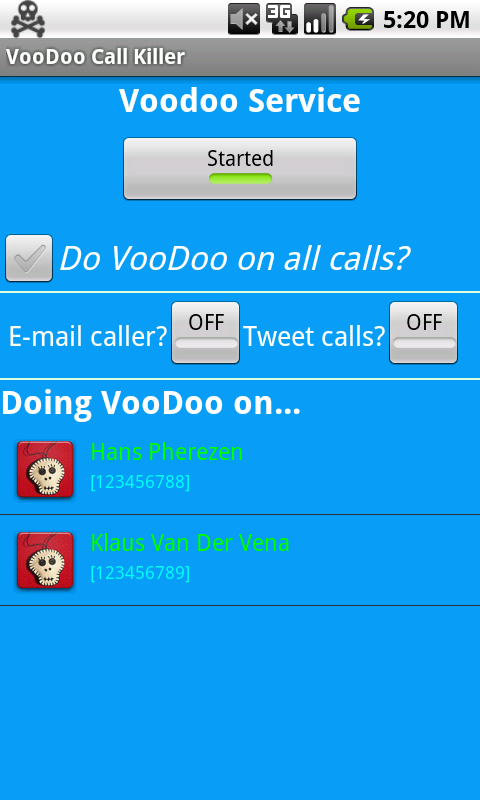 3G 5:20 PM
VooDoo Call Killer
Voodoo Service
Started
Do VooDoo on all calls?
E-mail caller? OFF Tweet calls? OFF
Doing VooDoo on...
Hans Pherezen
[123456788]
Klaus Van Der Vena
[123456789]